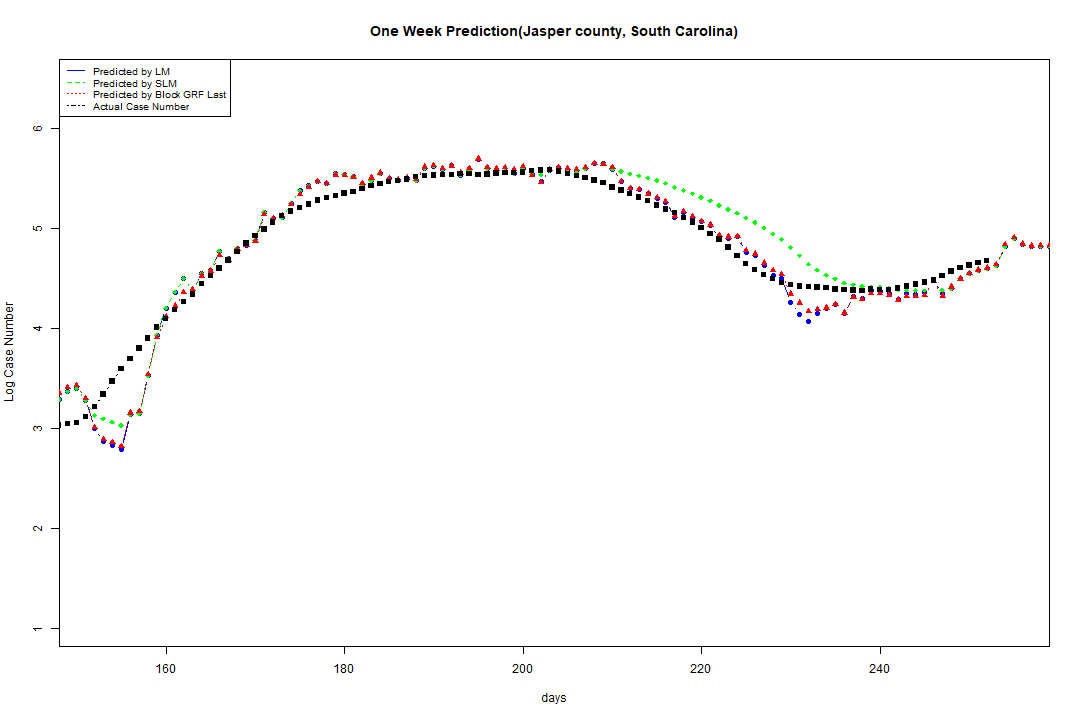 One Week Prediction(Jasper county, South Carolina)
Predicted by LM
Predicted by SLM
Predicted by Block GRF Last
Actual Case Number
Log Case Number
6
5
4
3
2
1
160 180 200 220 240
days